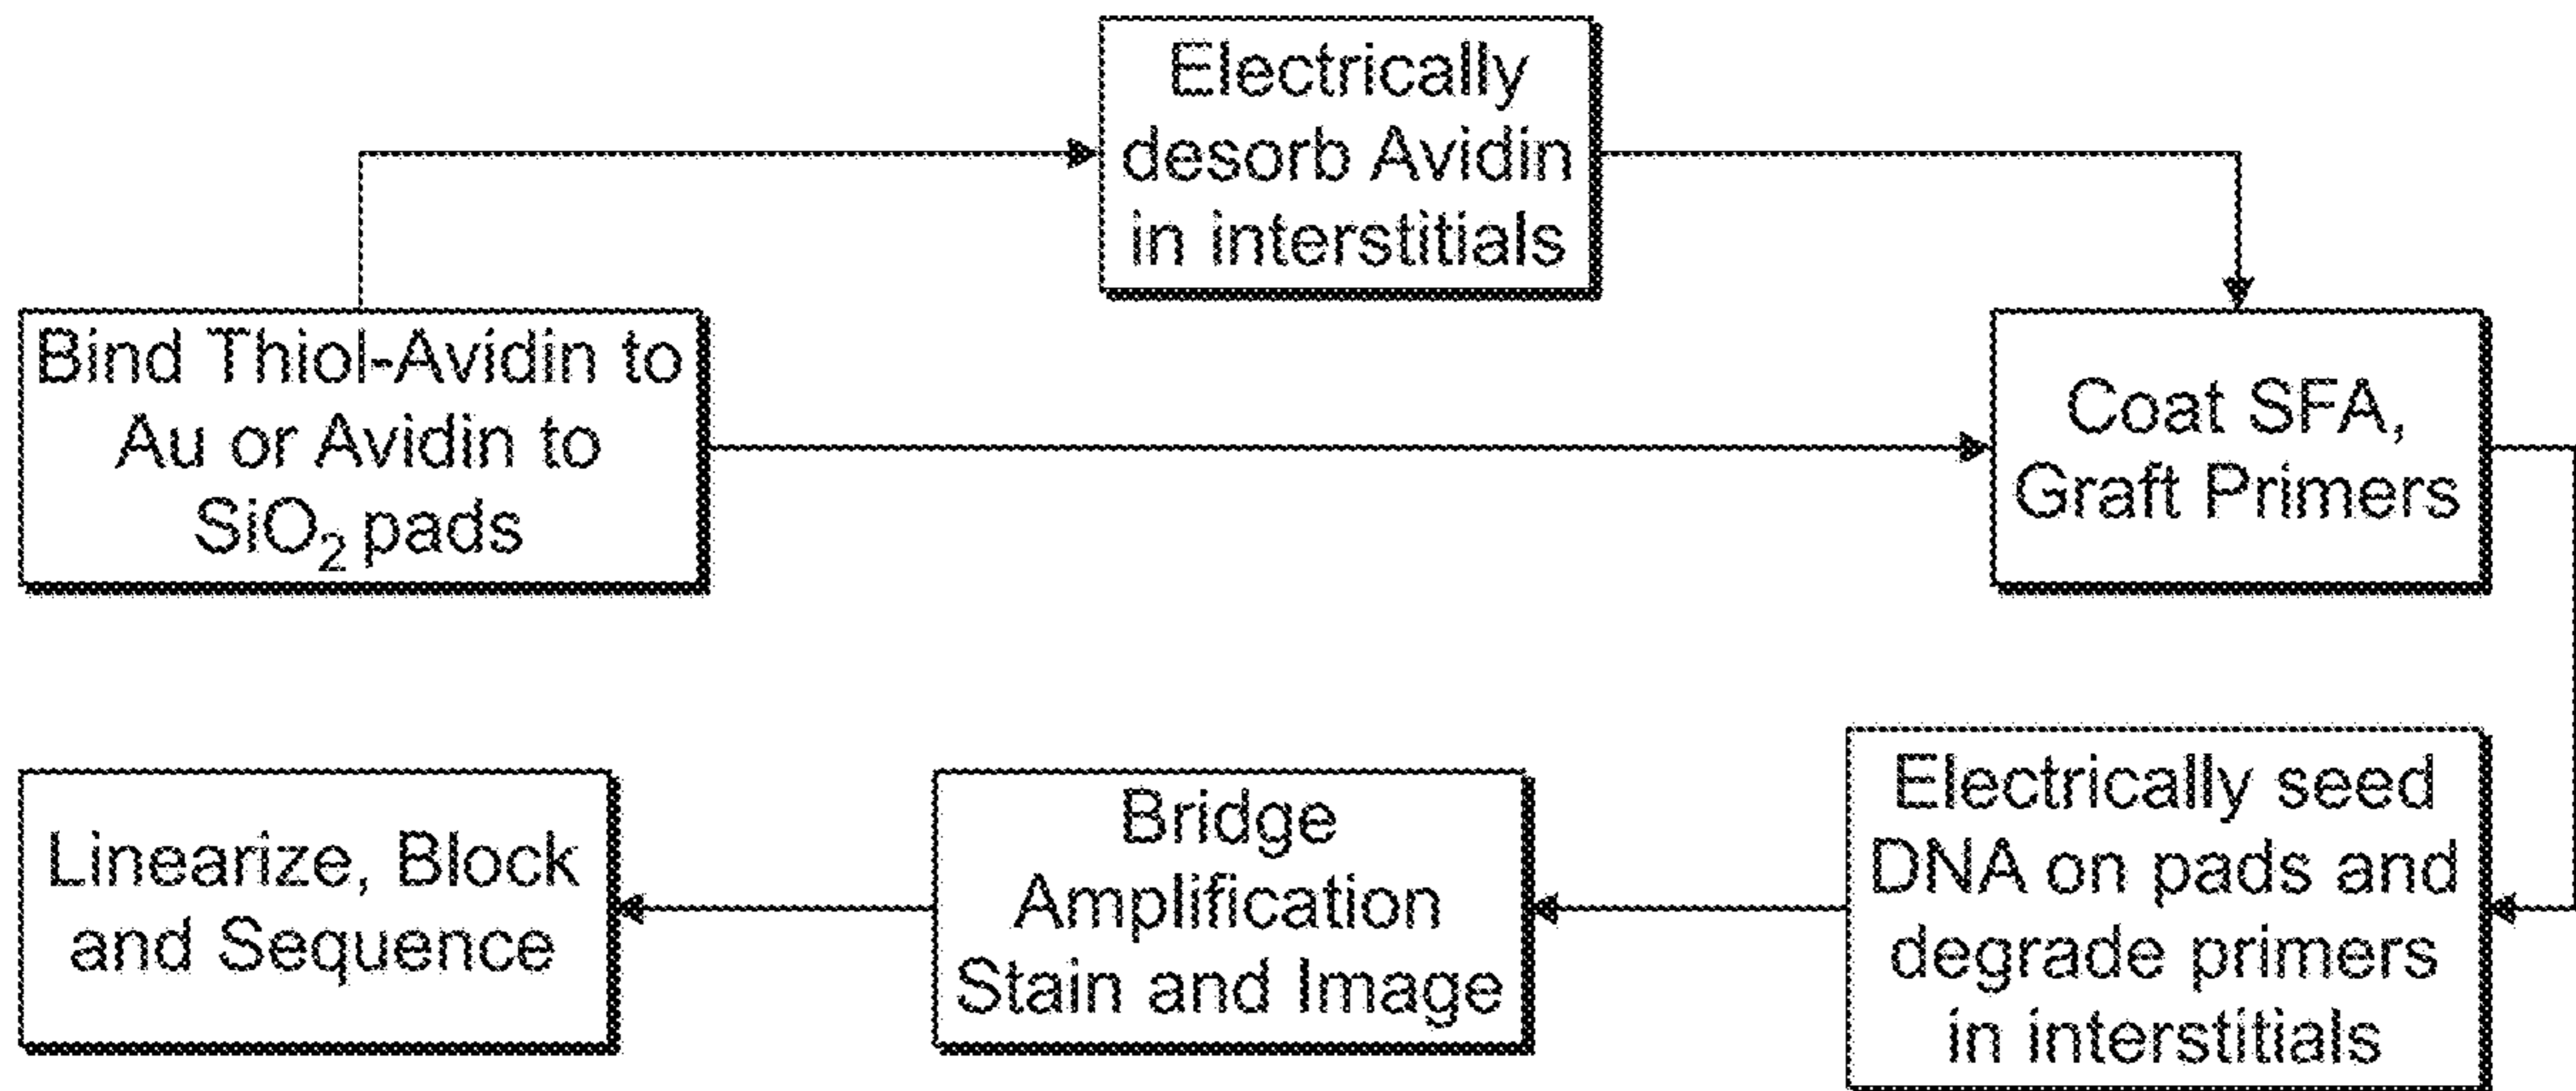 Electrically
desorb Avidin
in interstitials
Bind Thiol-Avidin to
Au or Avidin to
SiO₂ pads
Coat SFA,
Graft Primers
Electrically seed
DNA on pads and
degrade primers
in interstitials
Bridge
Amplification
Stain and Image
Linearize, Block
and Sequence